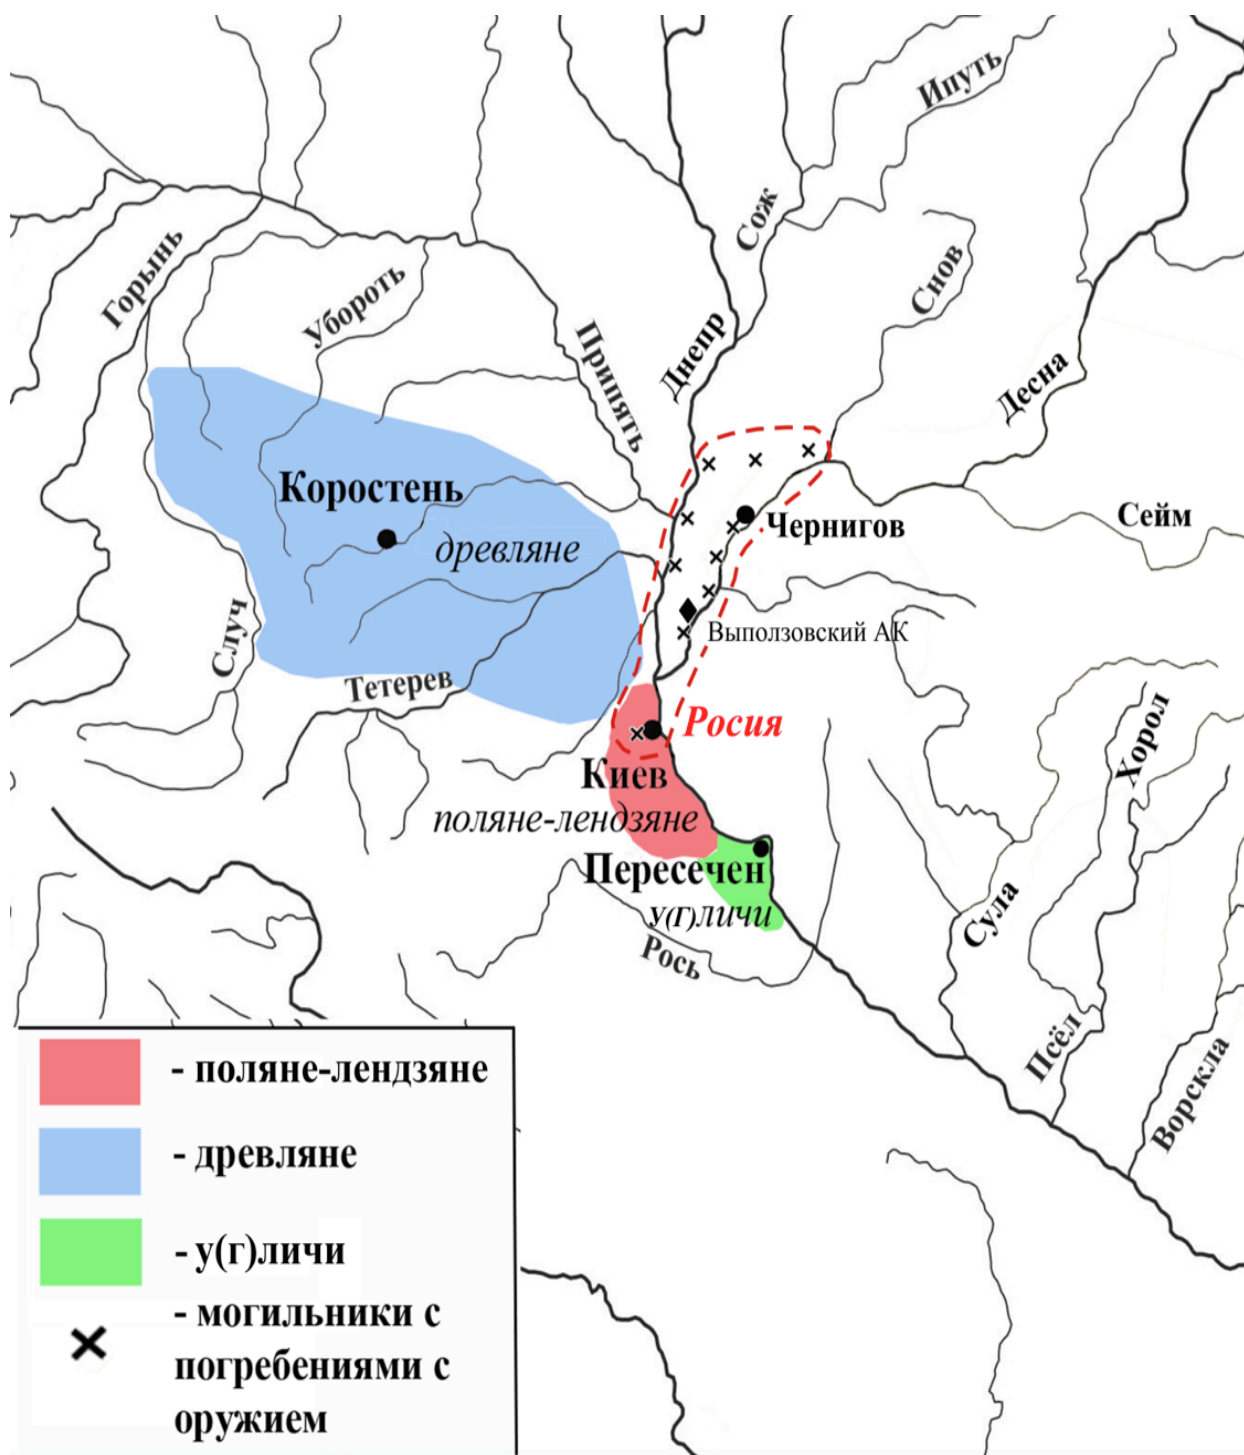 Ипуть
Сож
Горынь
Снов
Убороть
Днепр
Припять
Десна
Коростень
Сейм
Чернигов
древляне
Случ
Выползовский АК
Тетерев
Росия
Хорол
Киев
поляне-лендзяне
Пересечен
у(г)личи
Сула
Рось
Псёл
Ворскла
- поляне-лендзяне
- древляне
- у(г)личи
- могильники с
погребениями с
оружием